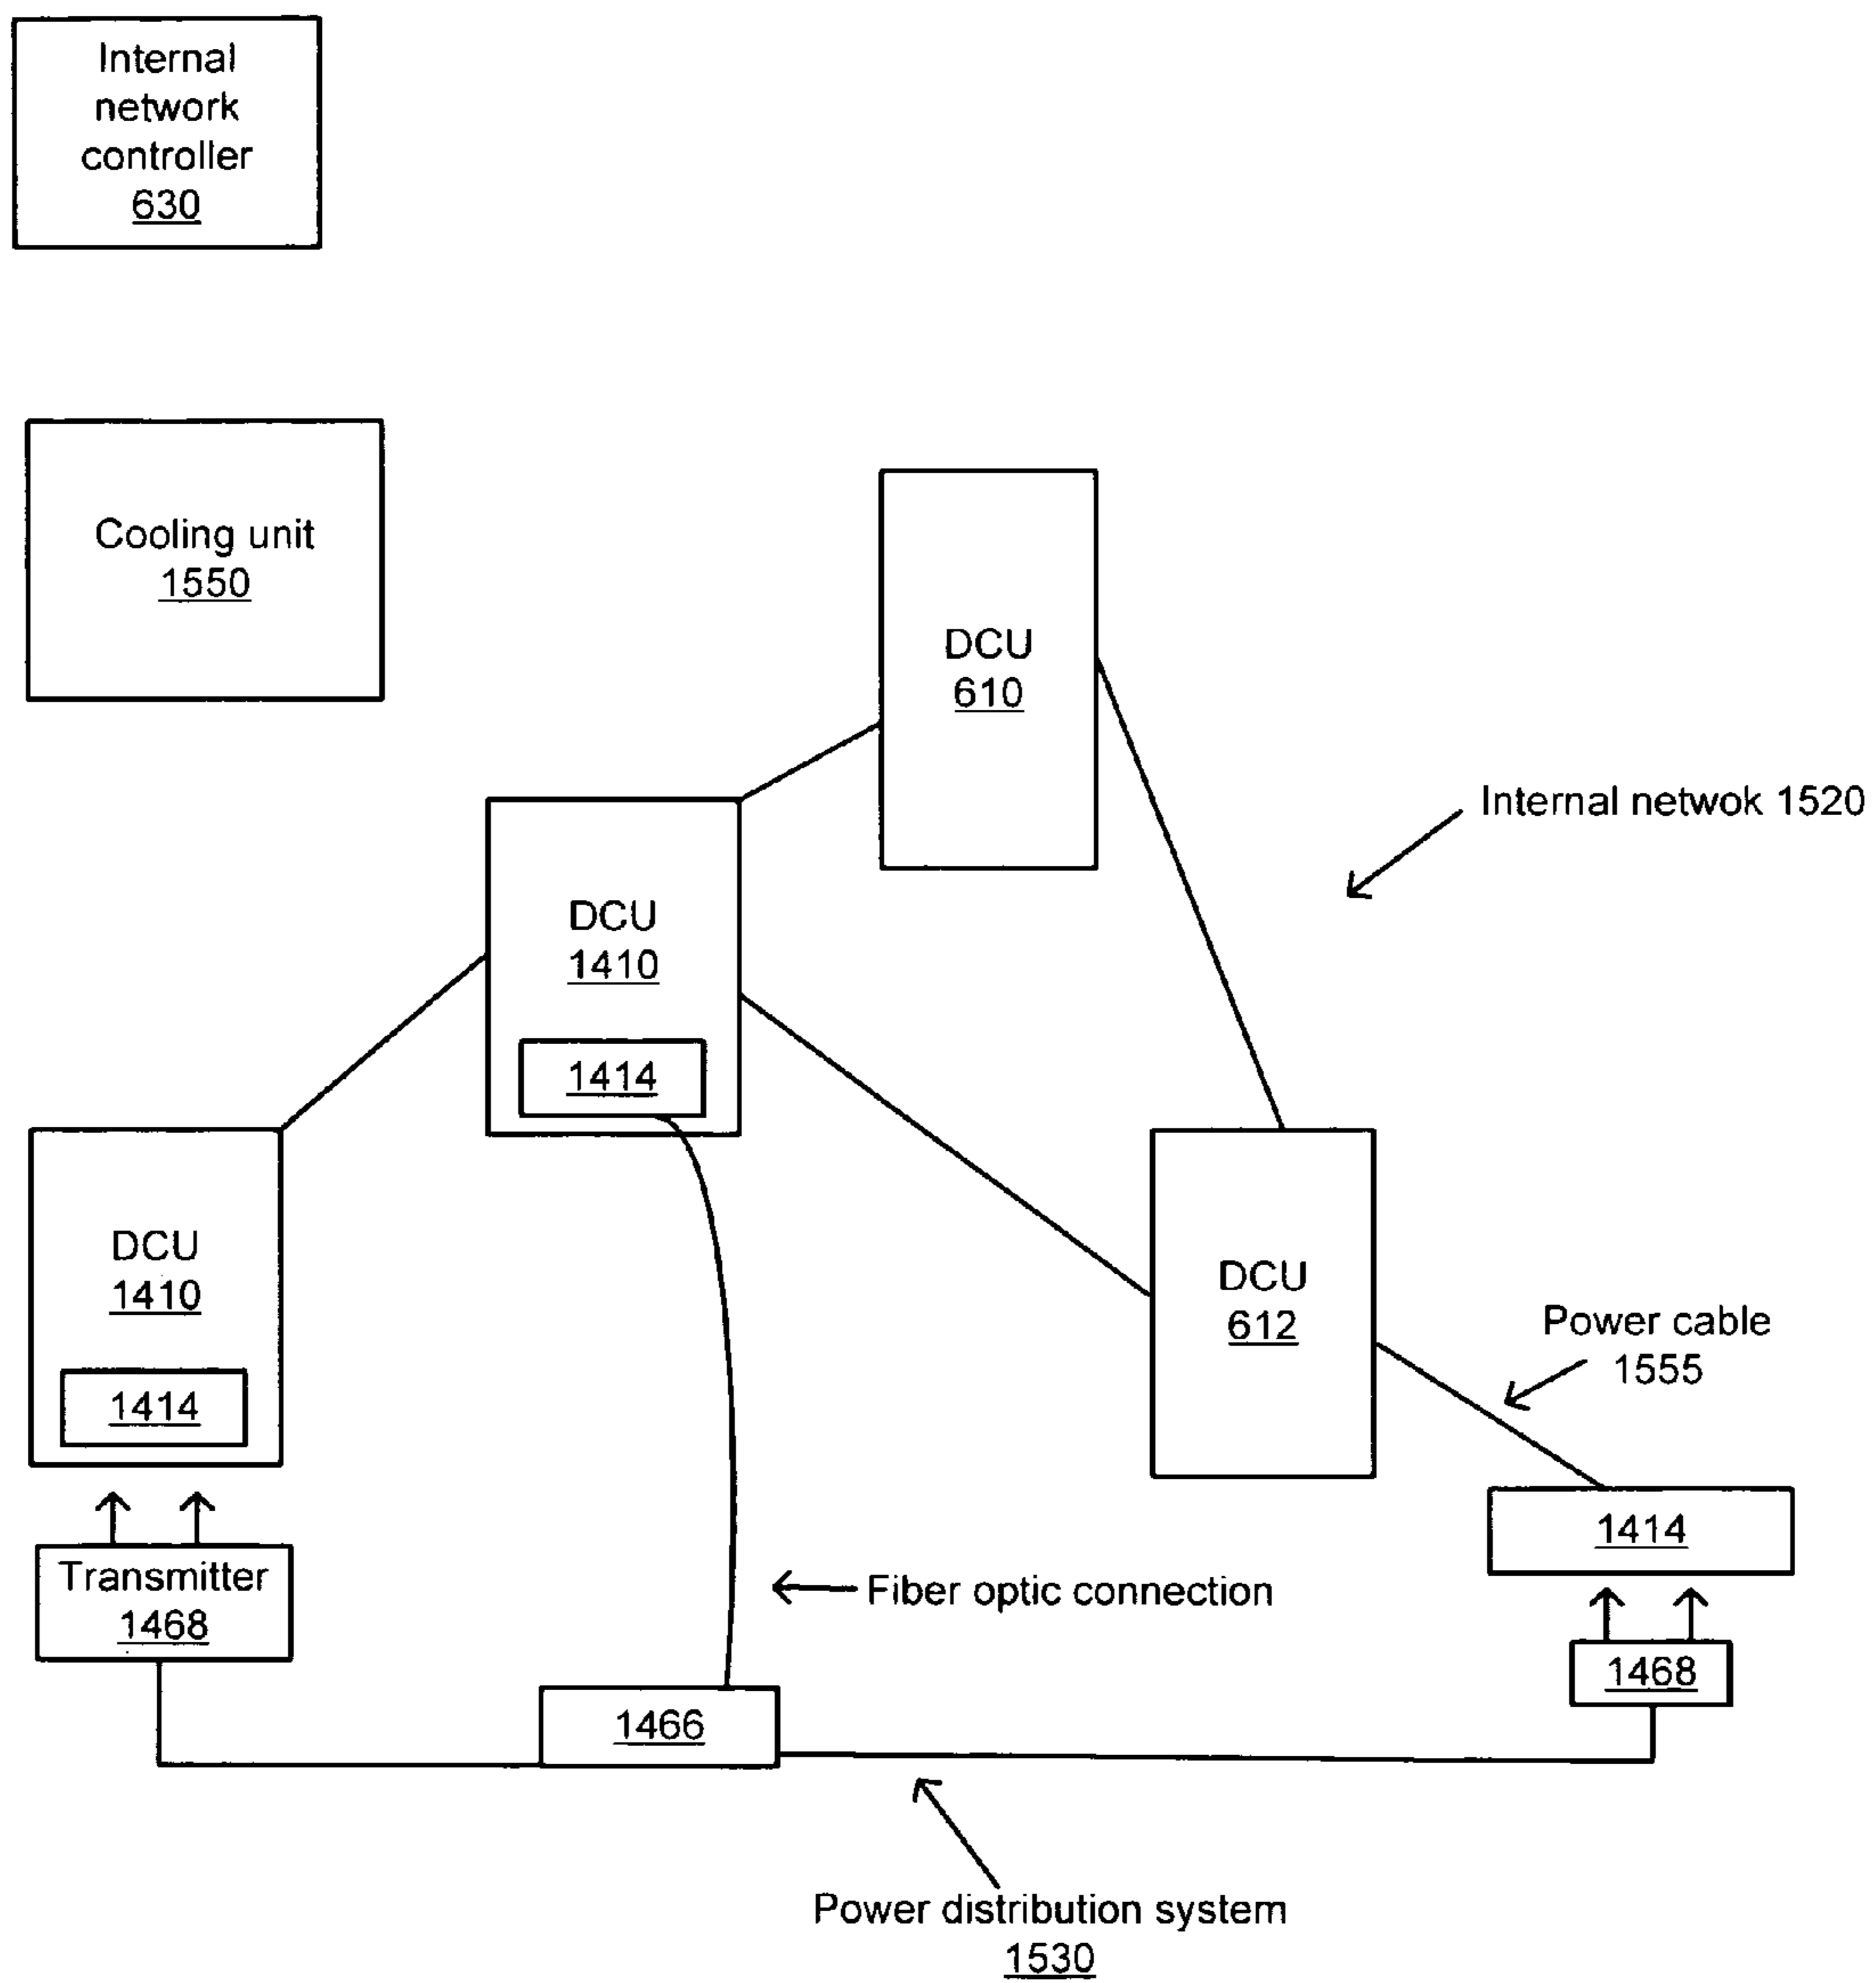 Internal
network
controller
630
Cooling unit
1550
DCU
610
Internal netwok 1520
DCU
1410
1414
DCU
1410
1414
DCU
612
Power cable
1555
1414
Transmitter
1468
Fiber optic connection
1468
1466
Power distribution system
1530